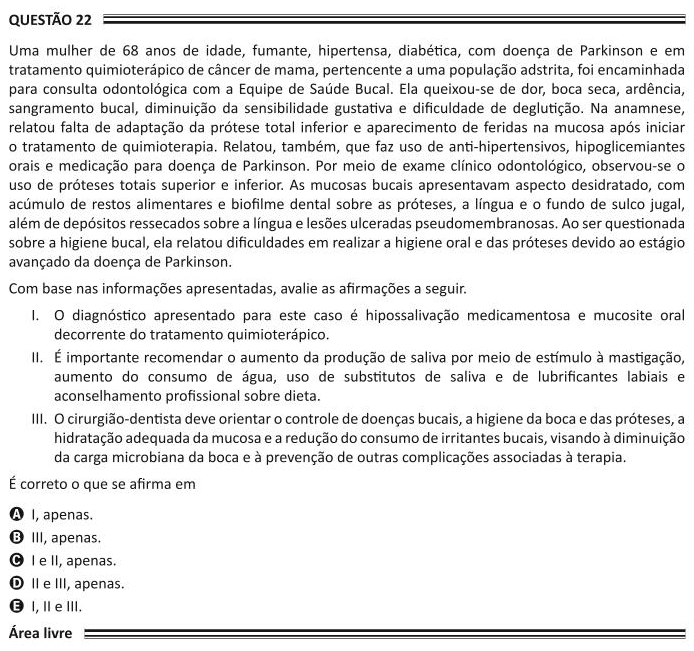 QUESTÃO 22
Uma mulher de 68 anos de idade, fumante, hipertensa, diabética, com doença de Parkinson e em
tratamento quimioterápico de câncer de mama, pertencente a uma população adstrita, foi encaminhada
para consulta odontológica com a Equipe de Saúde Bucal. Ela queixou-se de dor, boca seca, ardência,
sangramento bucal, diminuição da sensibilidade gustativa e dificuldade de deglutição. Na anamnese,
relatou falta de adaptação da prótese total inferior e aparecimento de feridas na mucosa após iniciar
o tratamento de quimioterapia. Relatou, também, que faz uso de anti-hipertensivos, hipoglicemiantes
orais e medicação para doença de Parkinson. Por meio de exame clínico odontológico, observou-se o
uso de próteses totais superior e inferior. As mucosas bucais apresentavam aspecto desidratado, com
acúmulo de restos alimentares e biofilme dental sobre as próteses, a língua e o fundo de sulco jugal,
além de depósitos ressecados sobre a língua e lesões ulceradas pseudomembranosas. Ao ser questionada
sobre a higiene bucal, ela relatou dificuldades em realizar a higiene oral e das próteses devido ao estágio
avançado da doença de Parkinson.
Com base nas informações apresentadas, avalie as afirmações a seguir.
I. O diagnóstico apresentado para este caso é hipossalivação medicamentosa e mucosite oral
decorrente do tratamento quimioterápico.
II. É importante recomendar o aumento da produção de saliva por meio de estímulo à mastigação,
aumento do consumo de água, uso de substitutos de saliva e de lubrificantes labiais e
aconselhamento profissional sobre dieta.
III. O cirurgião-dentista deve orientar o controle de doenças bucais, a higiene da boca e das próteses, a
hidratação adequada da mucosa e a redução do consumo de irritantes bucais, visando à diminuição
da carga microbiana da boca e à prevenção de outras complicações associadas à terapia.
É correto o que se afirma em
A I, apenas.
B III, apenas.
C I e II, apenas.
D II e III, apenas.
E I, II e III.
Área livre